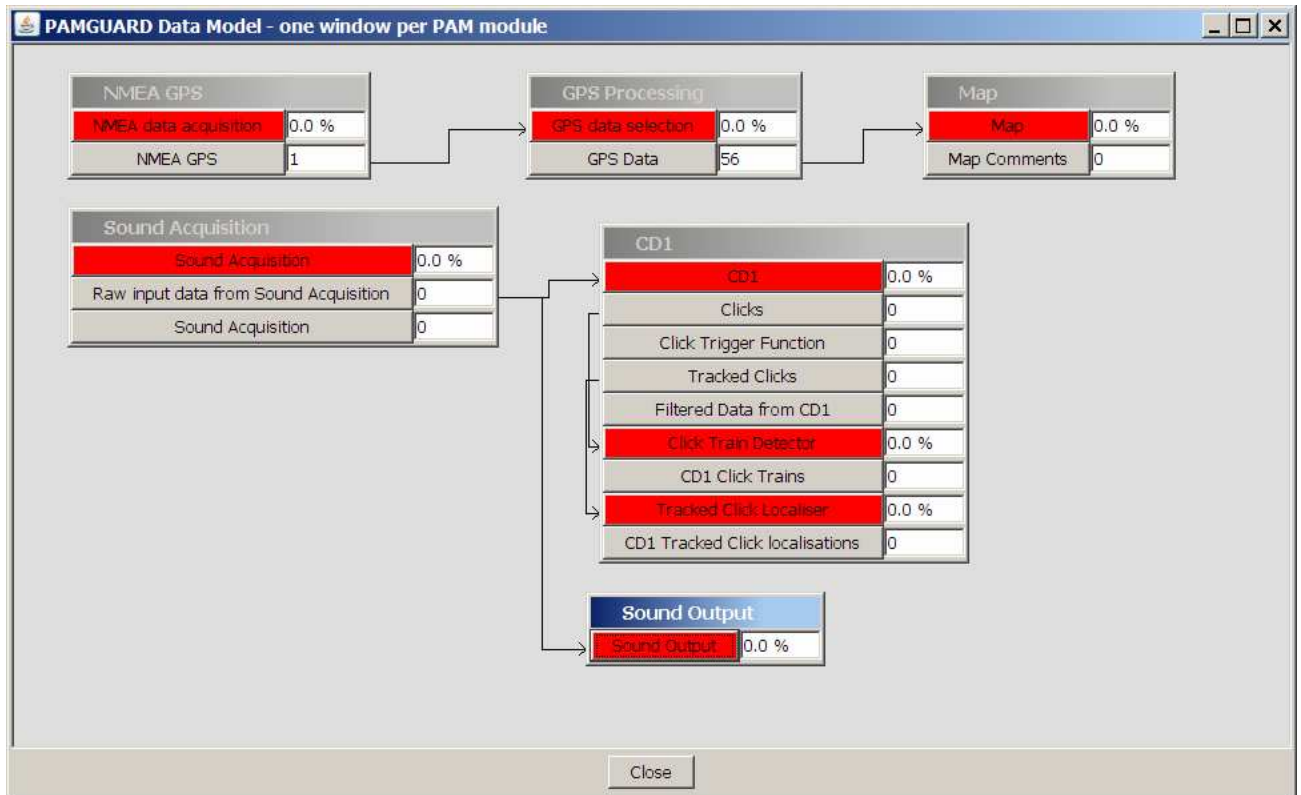 PAMGUARD Data Model - one window per PAM module
NMEA GPS
NMEA data acquisition 0.0 %
NMEA GPS 1
GPS Processing
GPS data selection 0.0 %
GPS Data 56
Map
Map 0.0 %
Map Comments 0
Sound Acquisition
Sound Acquisition 0.0 %
Raw input data from Sound Acquisition 0
Sound Acquisition 0
CD1
CD1 0.0 %
Clicks 0
Click Trigger Function 0
Tracked Clicks 0
Filtered Data from CD1 0
Click Train Detector 0.0 %
CD1 Click Trains 0
Tracked Click Localiser 0.0 %
CD1 Tracked Click localisations 0
Sound Output
Sound Output 0.0 %
Close